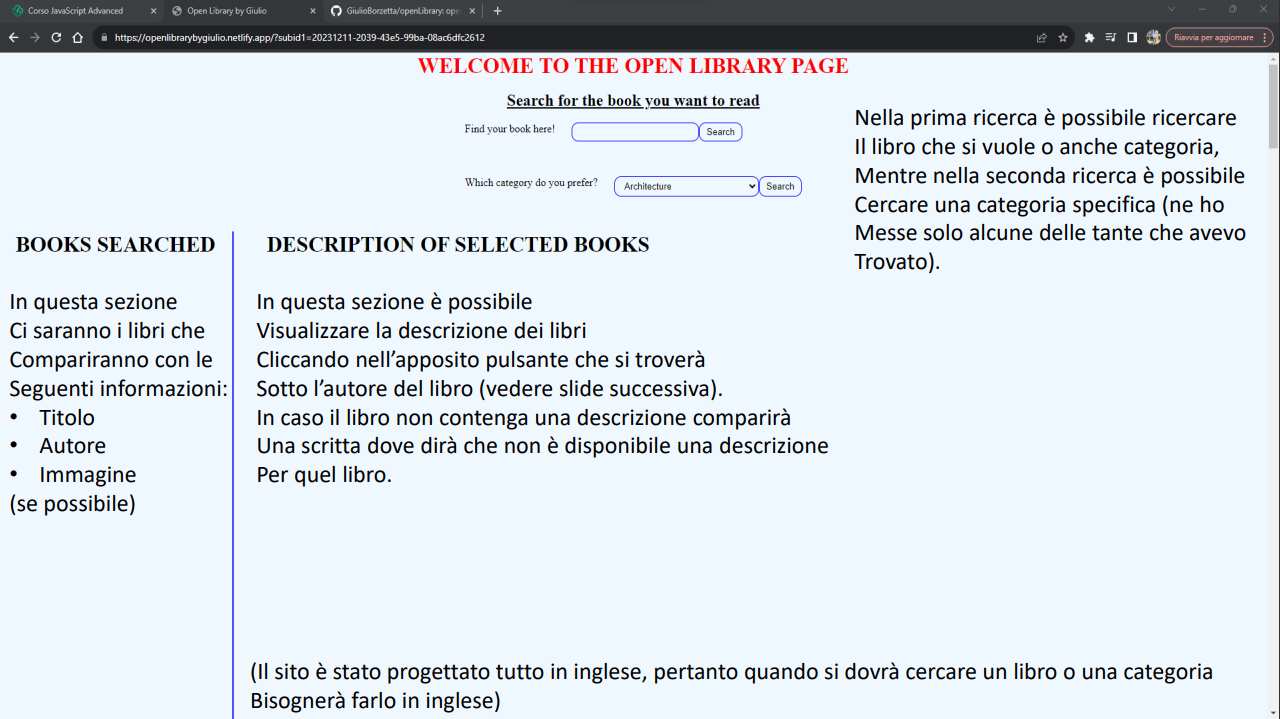 Corso JavaScript Advanced
Open Library by Giulio
GiulioBorzetta/openLibrary: ope
https://openlibrarybygiulio.netlify.app/?subid1=20231211-2039-43e5-99ba-08ac6dfc2612
Riavvia per aggiornare
WELCOME TO THE OPEN LIBRARY PAGE
Search for the book you want to read
Find your book here!
Search
Which category do you prefer?
Architecture
Search
Nella prima ricerca è possibile ricercare
Il libro che si vuole o anche categoria,
Mentre nella seconda ricerca è possibile
Cercare una categoria specifica (ne ho
Messe solo alcune delle tante che avevo
Trovato).
BOOKS SEARCHED
In questa sezione
Ci saranno i libri che
Compariranno con le
Seguenti informazioni:
• Titolo
• Autore
• Immagine
(se possibile)
DESCRIPTION OF SELECTED BOOKS
In questa sezione è possibile
Visualizzare la descrizione dei libri
Cliccando nell’apposito pulsante che si troverà
Sotto l’autore del libro (vedere slide successiva).
In caso il libro non contenga una descrizione comparirà
Una scritta dove dirà che non è disponibile una descrizione
Per quel libro.
(Il sito è stato progettato tutto in inglese, pertanto quando si dovrà cercare un libro o una categoria
Bisognerà farlo in inglese)